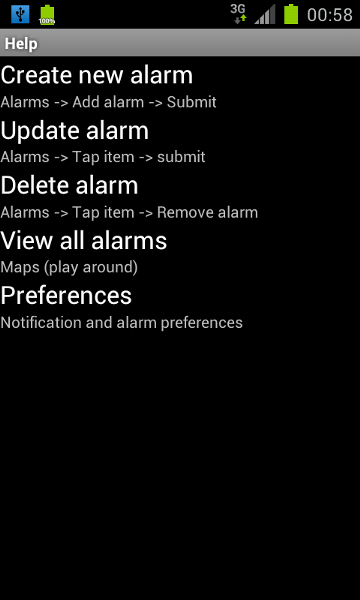 100%
3G
00:58
Help
Create new alarm
Alarms -> Add alarm -> Submit
Update alarm
Alarms -> Tap item -> submit
Delete alarm
Alarms -> Tap item -> Remove alarm
View all alarms
Maps (play around)
Preferences
Notification and alarm preferences